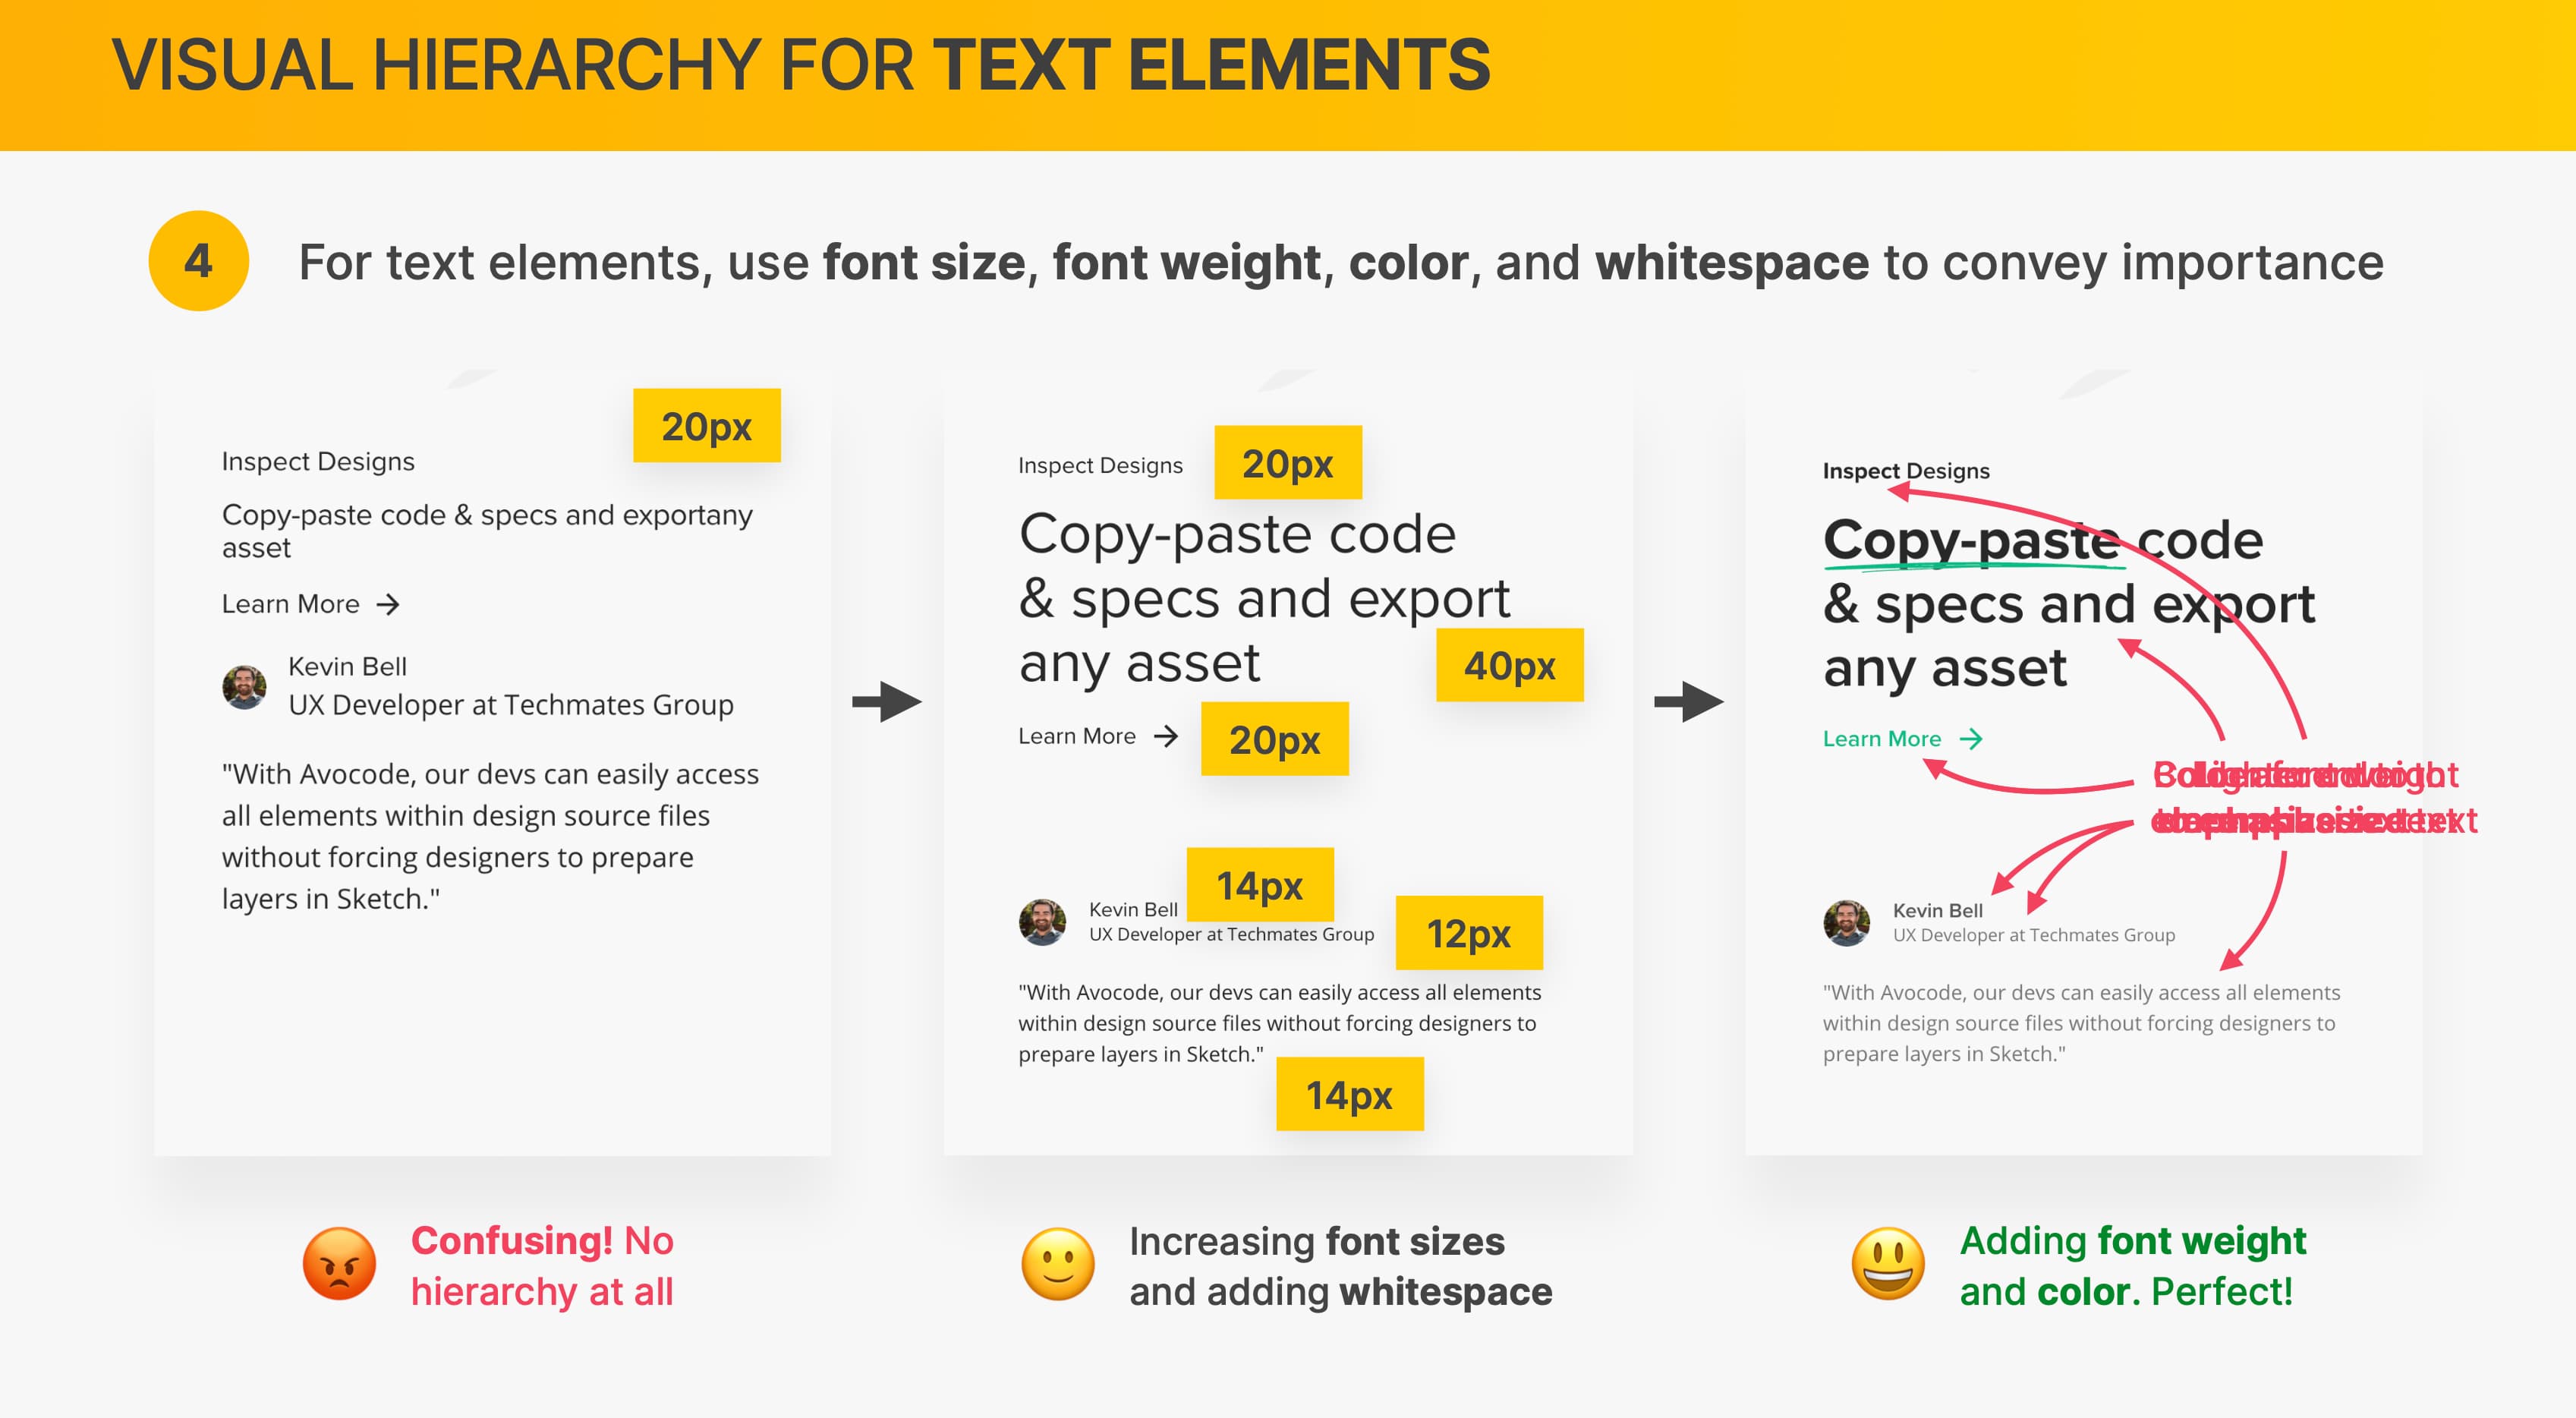 VISUAL HIERARCHY FOR TEXT ELEMENTS
4
For text elements, use font size, font weight, color, and whitespace to convey importance
20px
Inspect Designs
Copy-paste code & specs and exportany
asset
Learn More →
Kevin Bell
UX Developer at Techmates Group
"With Avocode, our devs can easily access
all elements within design source files
without forcing designers to prepare
layers in Sketch."
Confusing! No
hierarchy at all
Inspect Designs
20px
Copy-paste code
& specs and export
any asset
40px
Learn More →
20px
14px
Kevin Bell
UX Developer at Techmates Group
12px
"With Avocode, our devs can easily access all elements
within design source files without forcing designers to
prepare layers in Sketch."
14px
Increasing font sizes
and adding whitespace
Inspect Designs
Copy-paste code
& specs and export
any asset
Learn More →
Kevin Bell
UX Developer at Techmates Group
"With Avocode, our devs can easily access all elements
within design source files without forcing designers to
prepare layers in Sketch."
Adding font weight
and color. Perfect!